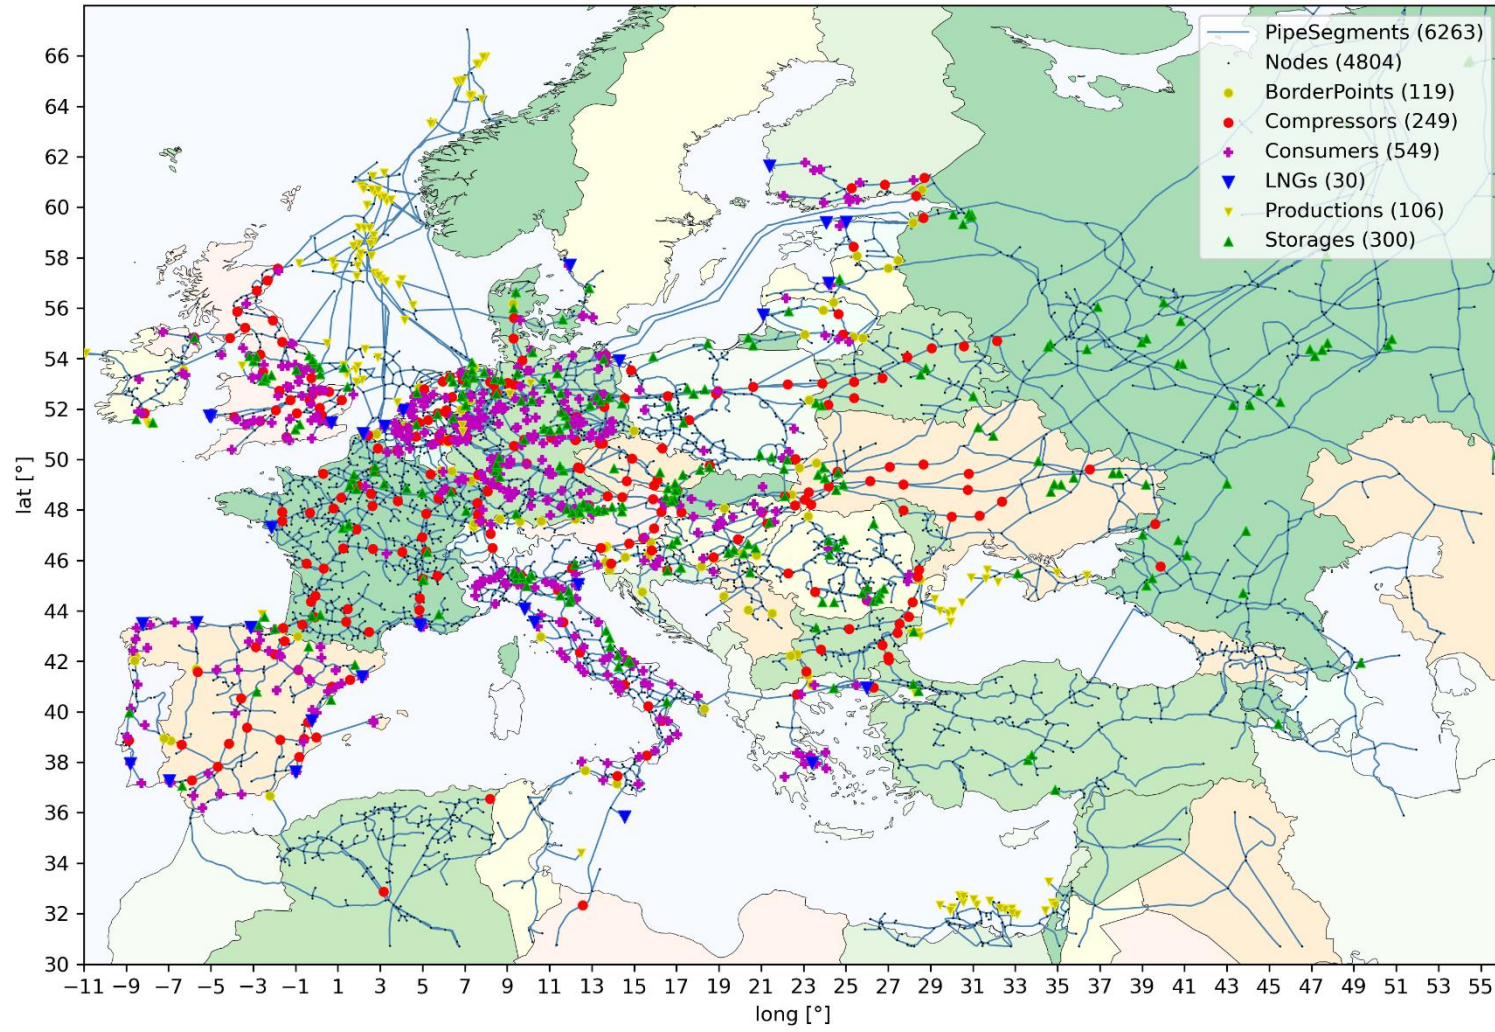 PipeSegments (6263)
Nodes (4804)
BorderPoints (119)
Compressors (249)
Consumers (549)
LNGs (30)
Productions (106)
Storages (300)
lat [°]
66
64
62
60
58
56
54
52
50
48
46
44
42
40
38
36
34
32
30
−11 −9 −7 −5 −3 −1 1 3 5 7 9 11 13 15 17 19 21 23 25 27 29 31 33 35 37 39 41 43 45 47 49 51 53 55
long [°]